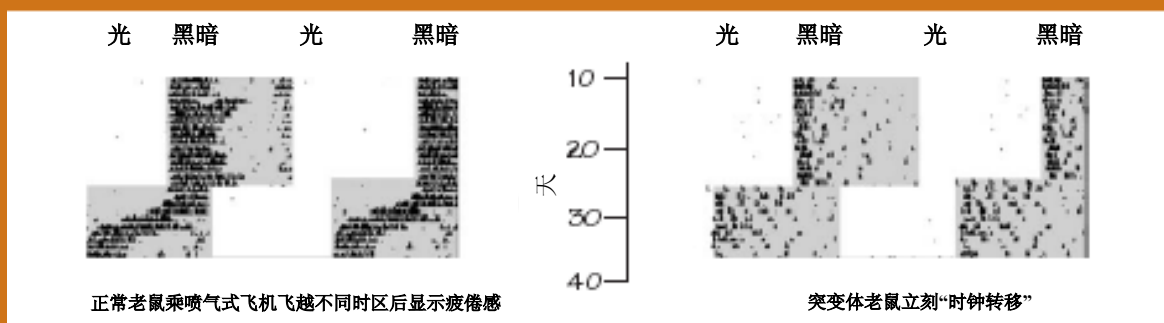 光 黑暗 光 黑暗
光 黑暗 光 黑暗
10
20
30
40
天
正常老鼠乘喷气式飞机飞越不同时区后显示疲倦感
突变体老鼠立刻“时钟转移”